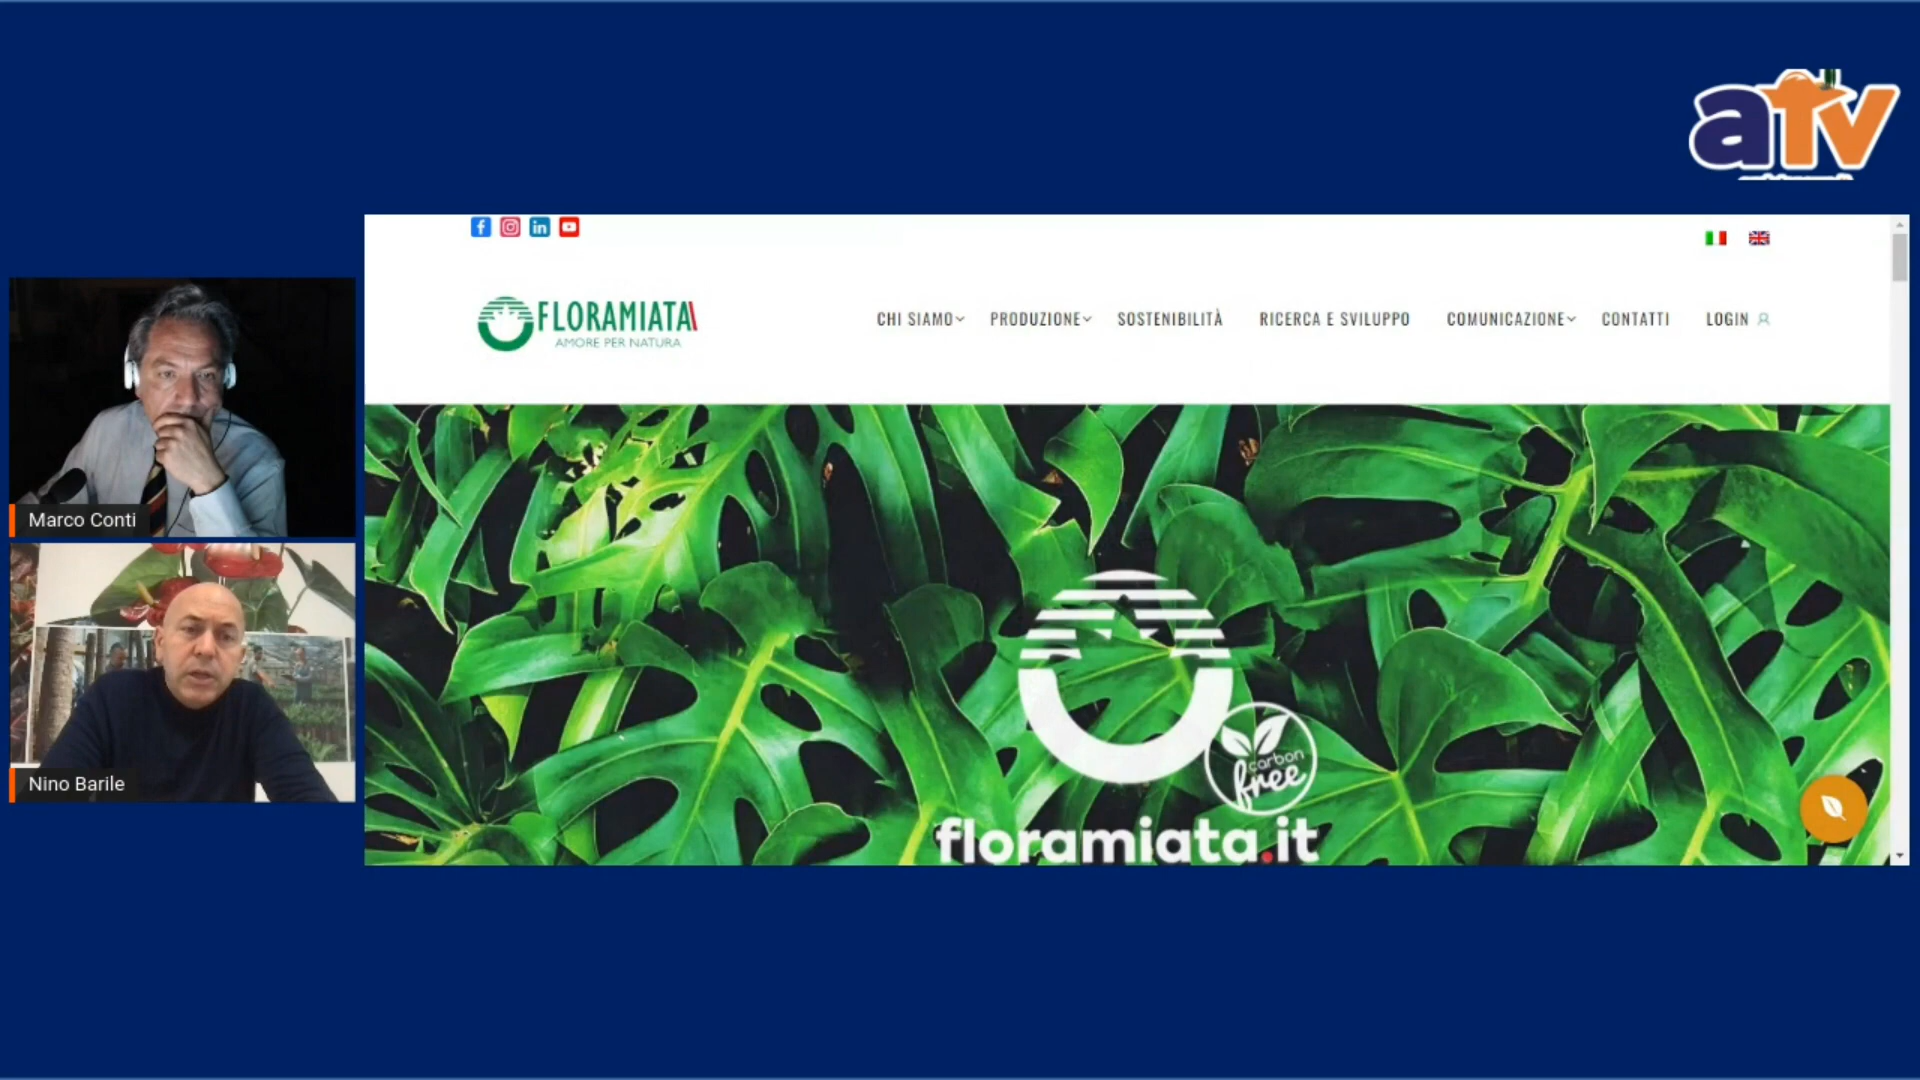 aTv
FLORAMIATA
AMORE PER NATURA
CHI SIAMO
PRODUZIONE
SOSTENIBILITÀ
RICERCA E SVILUPPO
COMUNICAZIONE
CONTATTI
LOGIN
Marco Conti
Nino Barile
carbon
free
floramiata.it